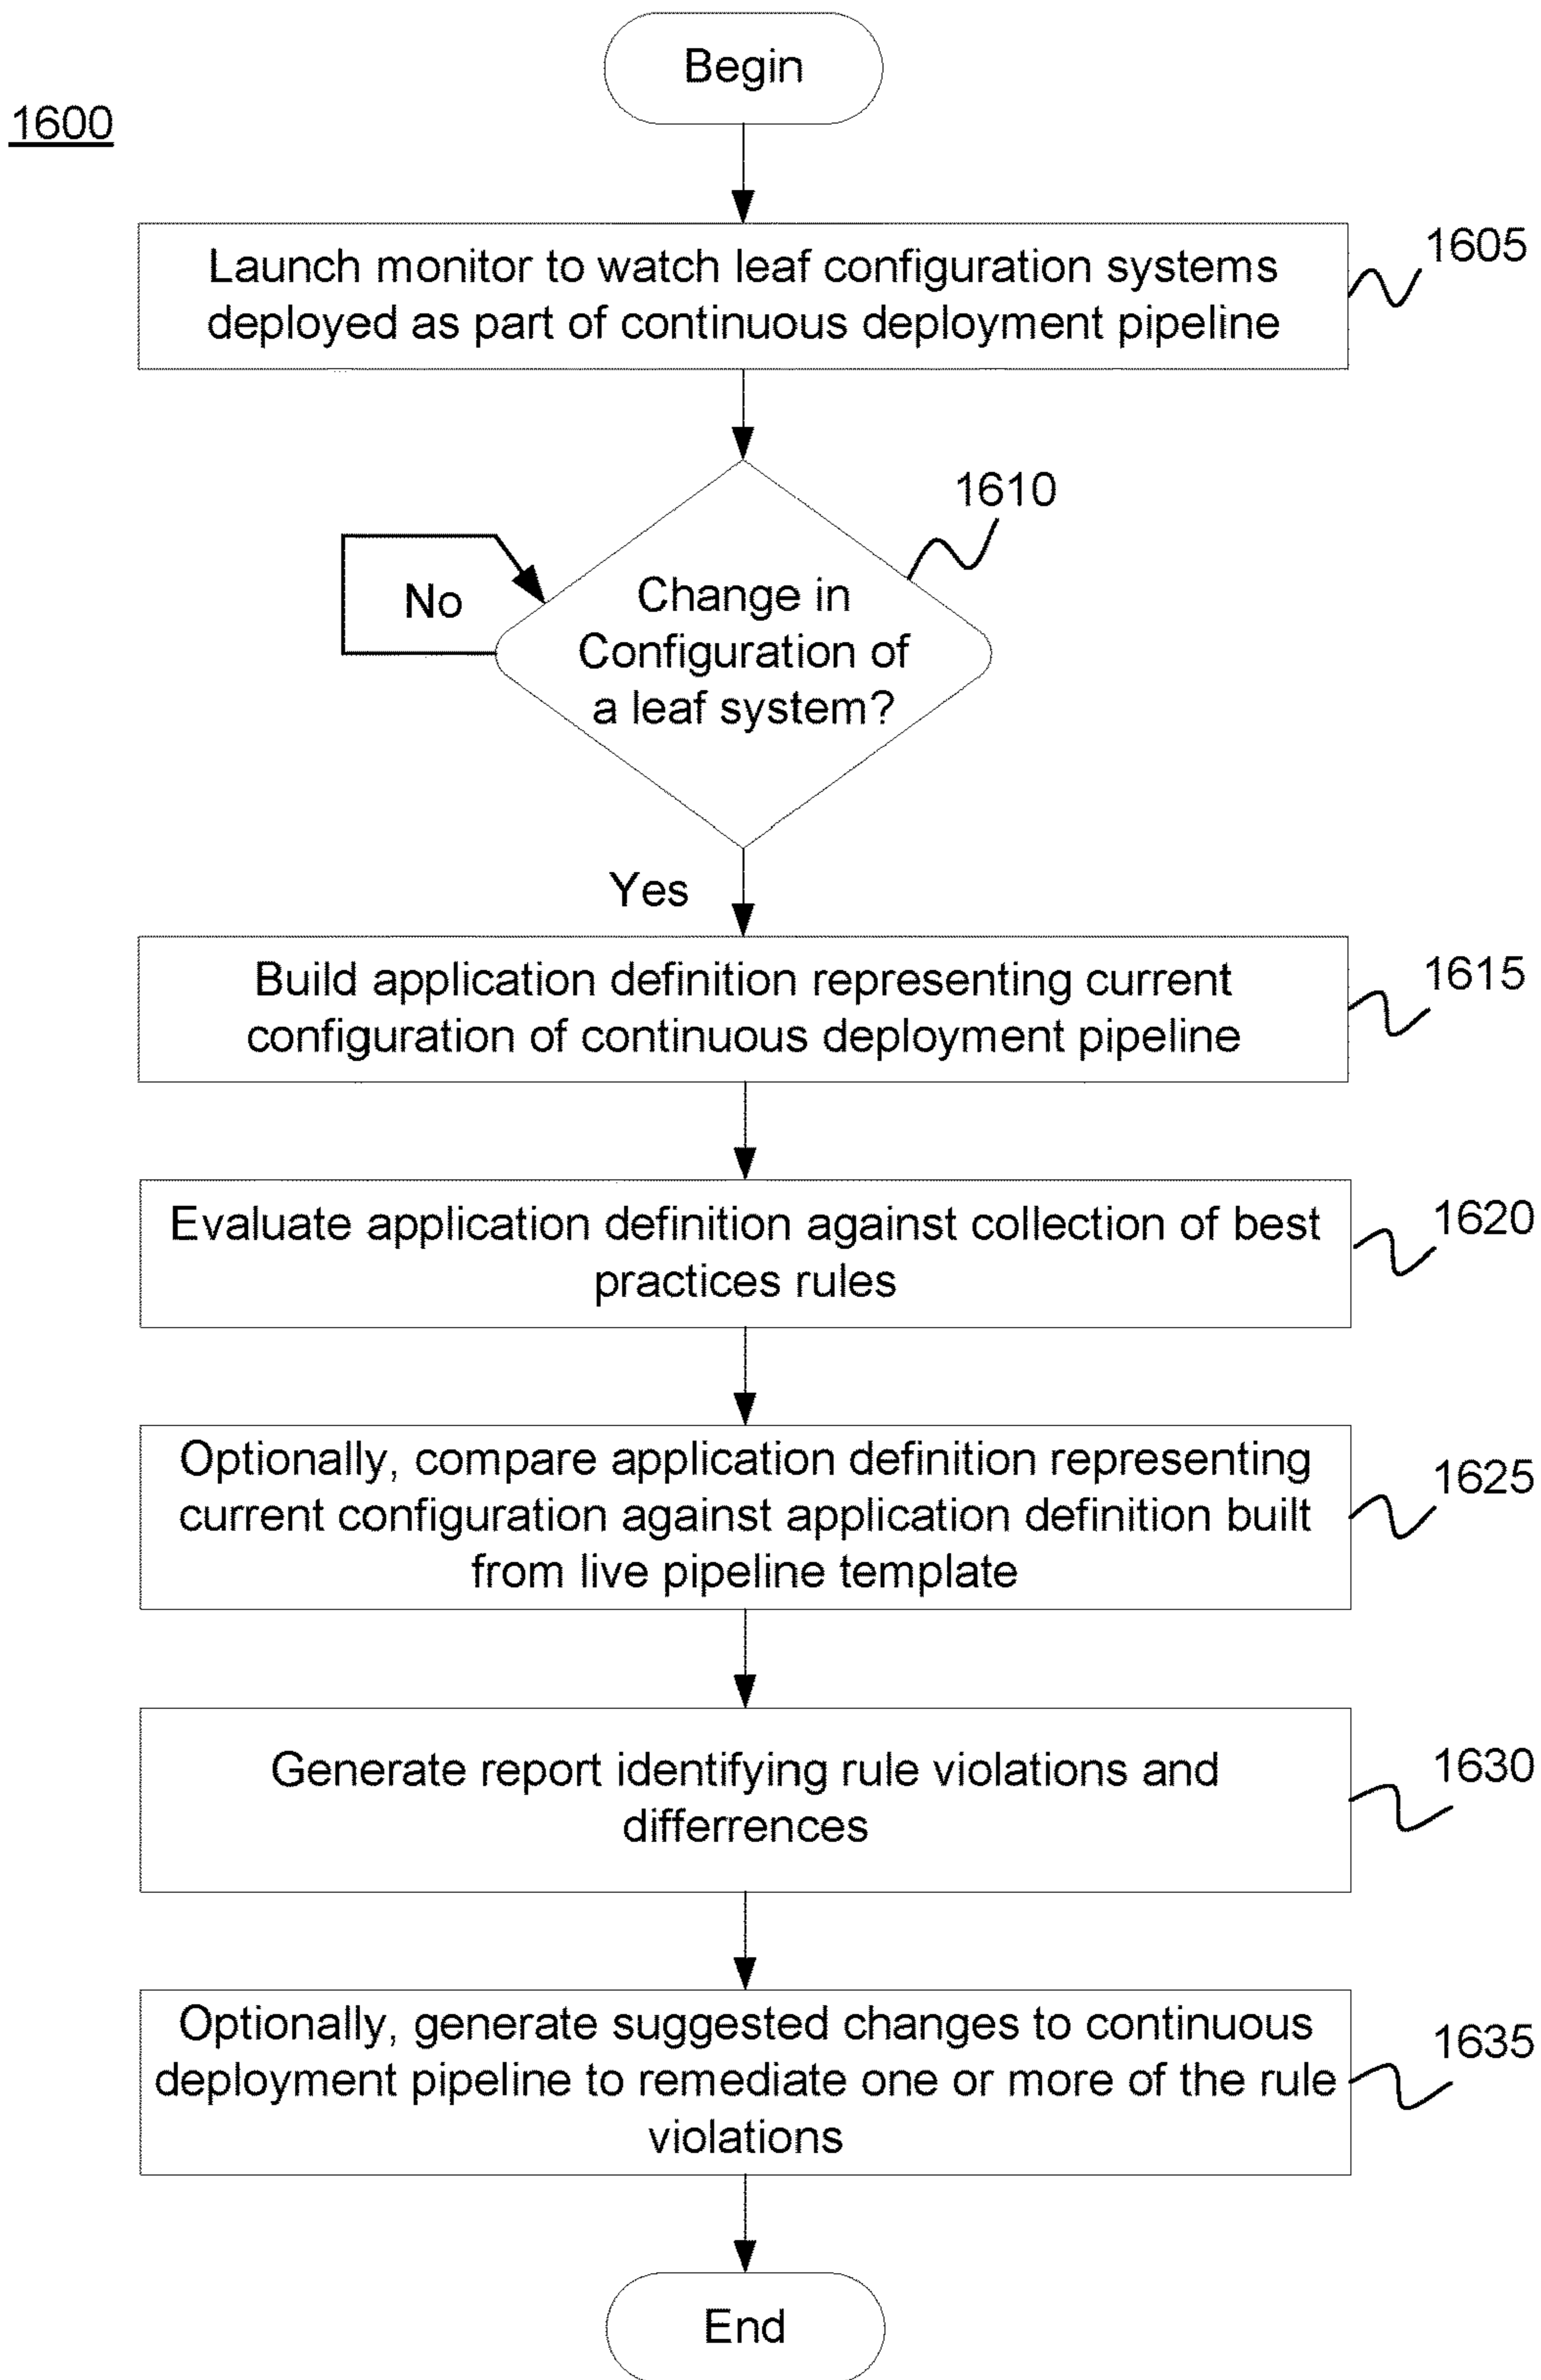 Begin
1600
Launch monitor to watch leaf configuration systems
deployed as part of continuous deployment pipeline
1605
1610
Change in
Configuration of
a leaf system?
No
Yes
Build application definition representing current
configuration of continuous deployment pipeline
1615
Evaluate application definition against collection of best
practices rules
1620
Optionally, compare application definition representing
current configuration against application definition built
from live pipeline template
1625
Generate report identifying rule violations and
differrences
1630
Optionally, generate suggested changes to continuous
deployment pipeline to remediate one or more of the rule
violations
1635
End